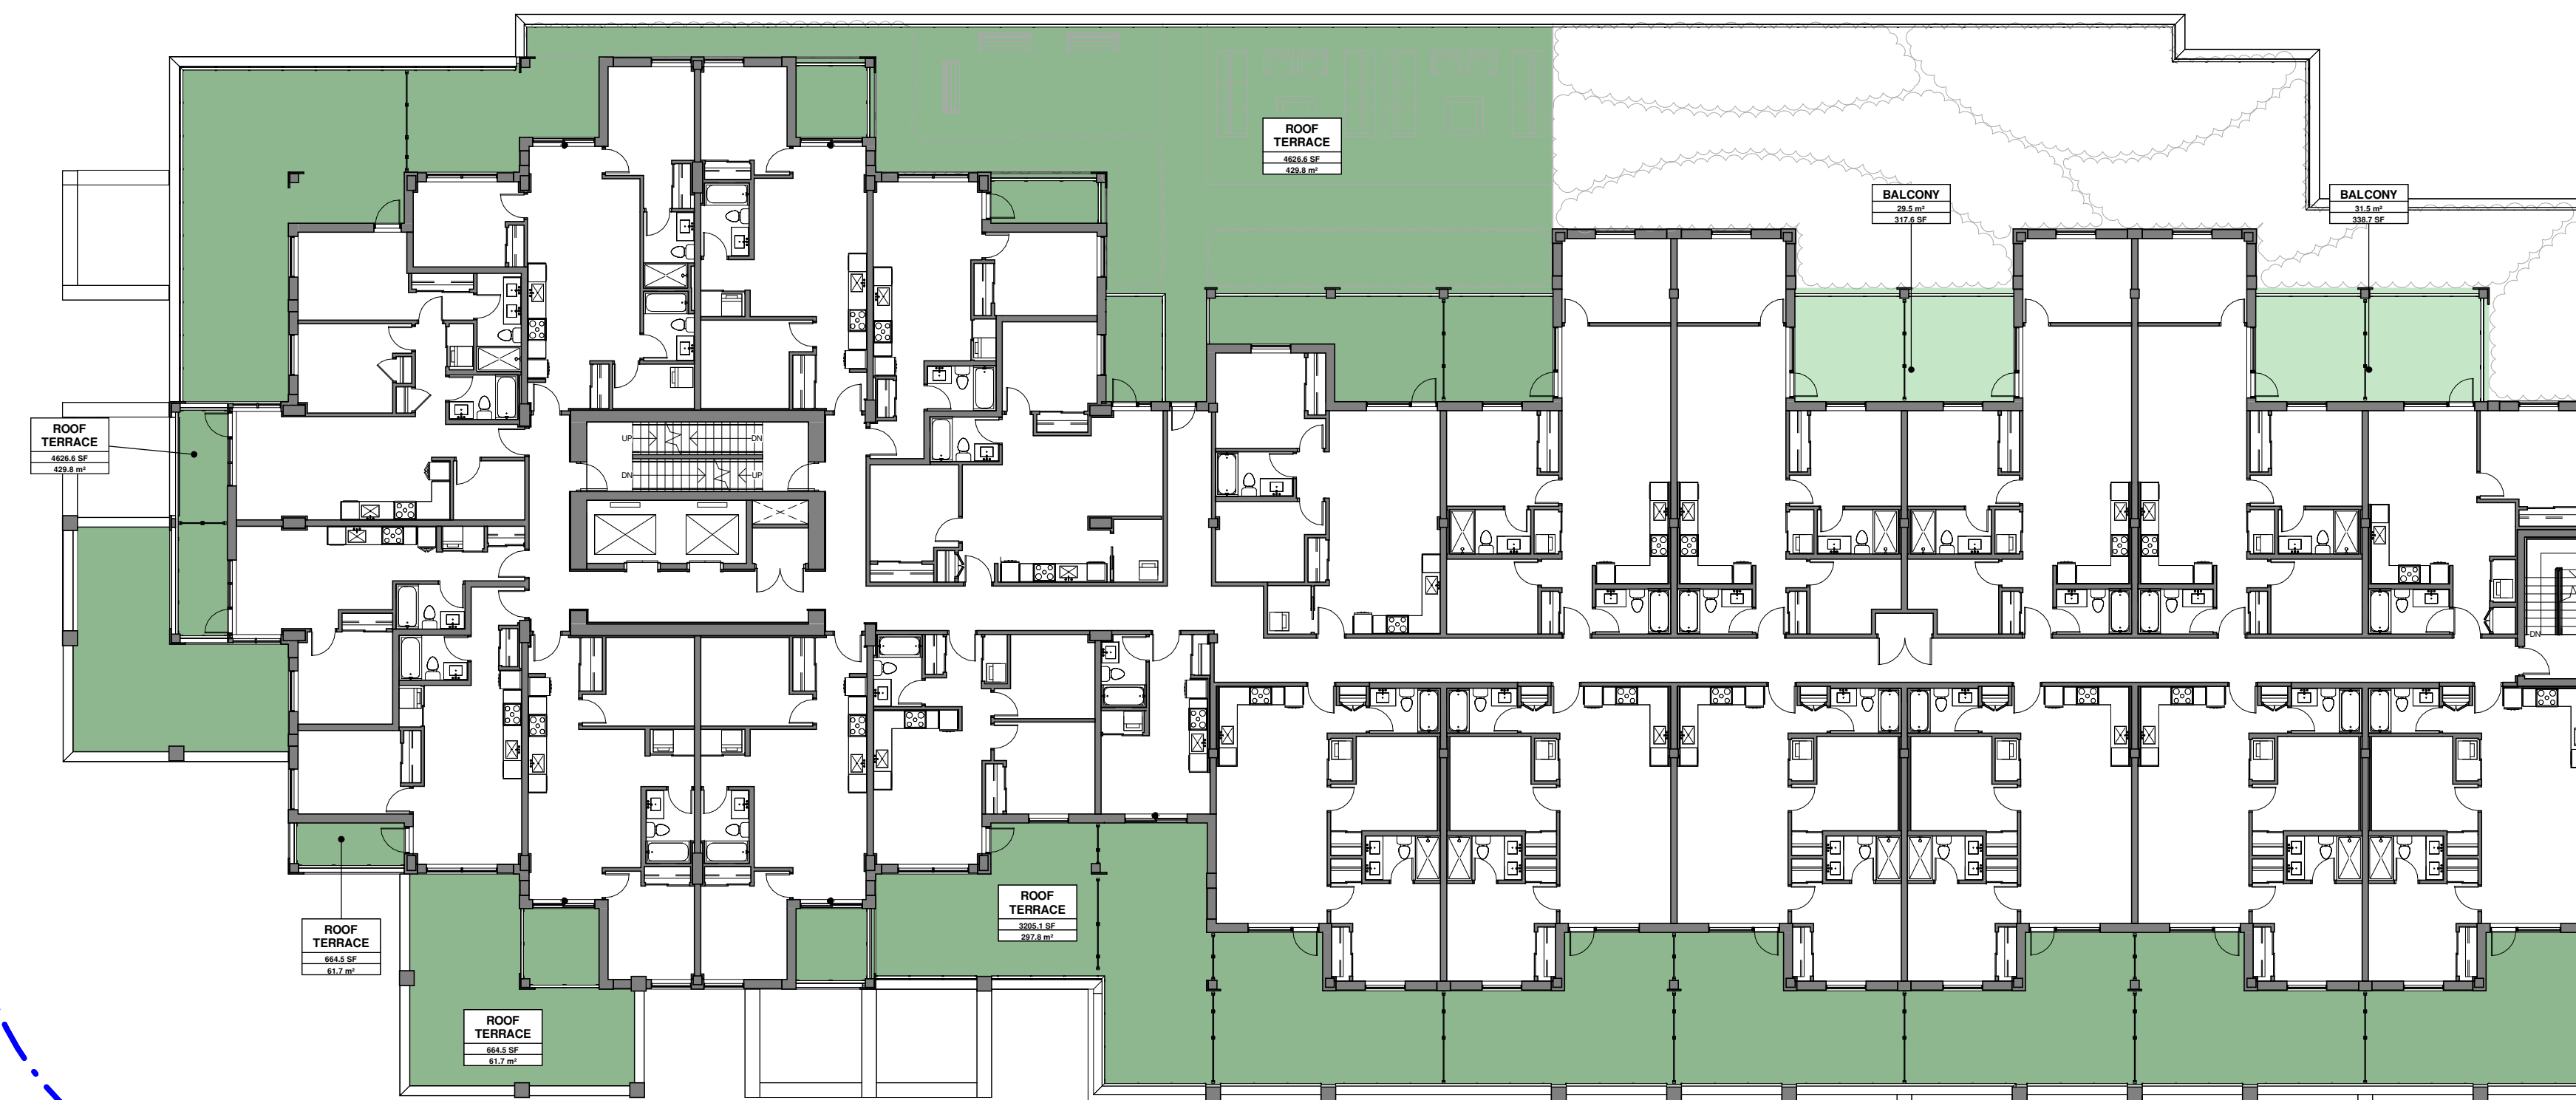 ROOF
TERRACE
4626.6 SF
429.8 m²
BALCONY
29.5 m²
317.6 SF
BALCONY
31.5 m²
338.7 SF
ROOF
TERRACE
4626.6 SF
429.8 m²
UP
DN
DN
UP
DN
ROOF
TERRACE
3205.1 SF
297.8 m²
ROOF
TERRACE
664.5 SF
61.7 m²
ROOF
TERRACE
664.5 SF
61.7 m²